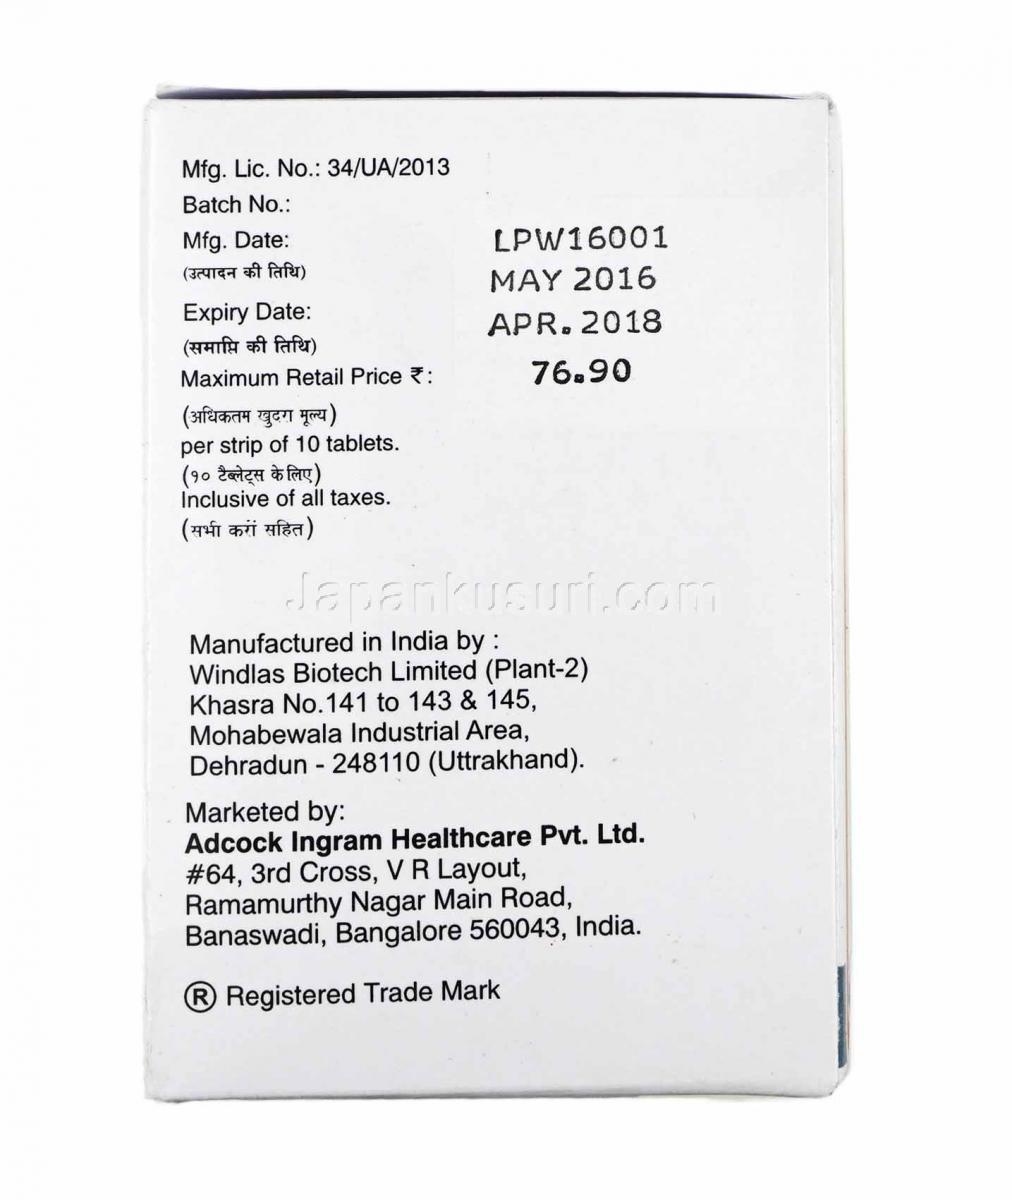 Mfg. Lic. No.: 34/UA/2013
Batch No.:
Mfg. Date: LPW16001
(उत्पादन की तिथि) MAY 2016
Expiry Date: APR. 2018
(समाप्ति की तिथि)
Maximum Retail Price ₹: 76.90
(अधिकतम खुदरा मूल्य)
per strip of 10 tablets.
(१० टैब्लेट्स के लिए)
Inclusive of all taxes.
(सभी करों सहित)
Japankusuri.com
Manufactured in India by :
Windlas Biotech Limited (Plant-2)
Khasra No.141 to 143 & 145,
Mohabewala Industrial Area,
Dehradun - 248110 (Uttrakhand).
Marketed by:
Adcock Ingram Healthcare Pvt. Ltd.
#64, 3rd Cross, V R Layout,
Ramamurthy Nagar Main Road,
Banaswadi, Bangalore 560043, India.
® Registered Trade Mark